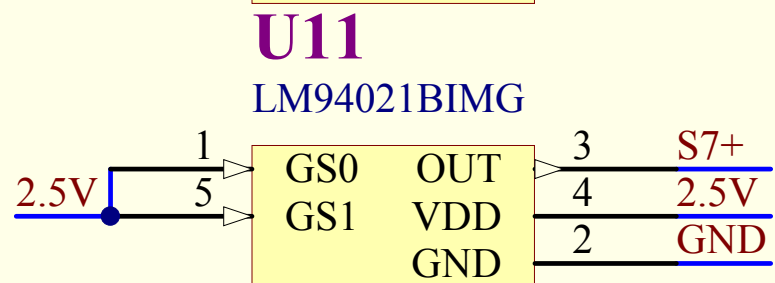 U11
LM94021BIMG
1 GS0 OUT 3 S7+
2.5V 5 GS1 VDD 4 2.5V
GND 2 GND